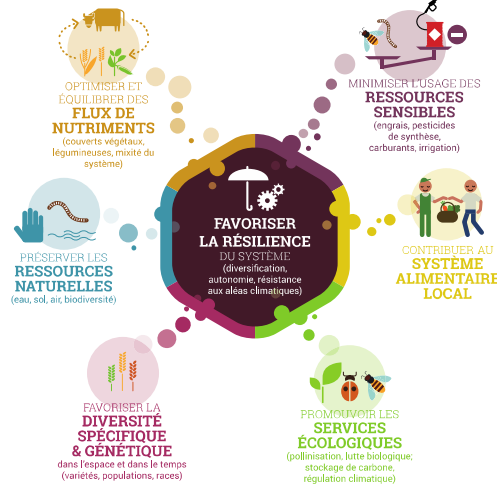 OPTIMISER ET
ÉQUILIBRER DES
FLUX DE
NUTRIMENTS
(couverts végétaux,
légumineuses, mixité du
système)
MINIMISER L'USAGE DES
RESSOURCES
SENSIBLES
(engrais, pesticides
de synthèse,
carburants, irrigation)
FAVORISER
LA RÉSILIENCE
DU SYSTÈME
(diversification,
autonomie, résistance
aux aléas climatiques)
PRÉSERVER LES
RESSOURCES
NATURELLES
(eau, sol, air, biodiversité)
CONTRIBUER AU
SYSTÈME
ALIMENTAIRE
LOCAL
FAVORISER LA
DIVERSITÉ
SPÉCIFIQUE
& GÉNÉTIQUE
dans l'espace et dans le temps
(variétés, populations, races)
PROMOUVOIR LES
SERVICES
ÉCOLOGIQUES
(pollinisation, lutte biologique;
stockage de carbone,
régulation climatique)